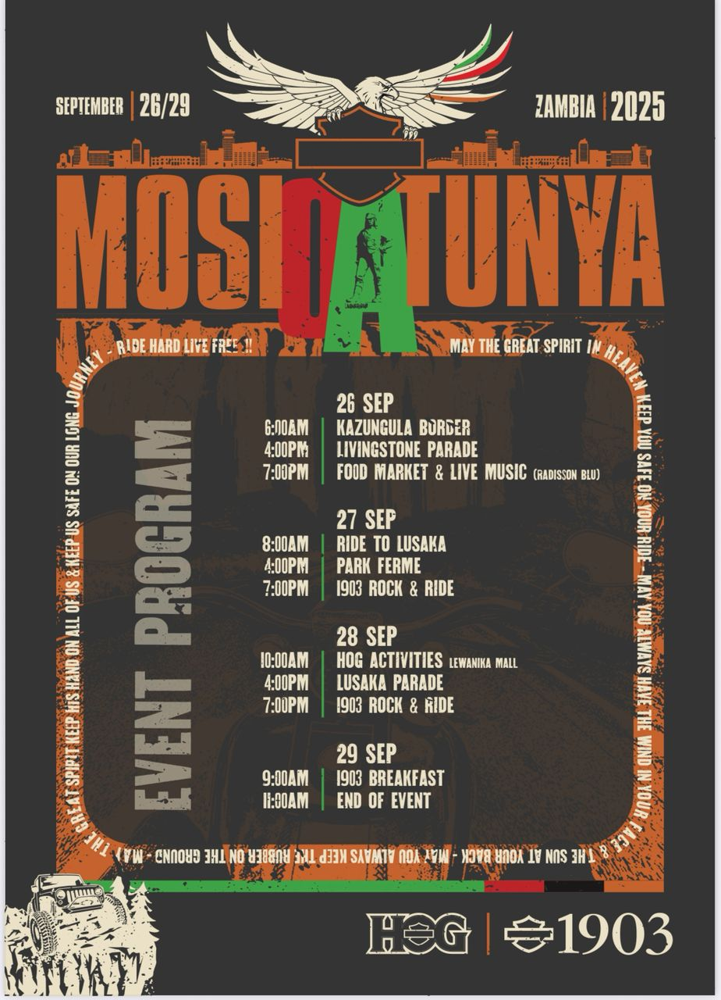 SEPTEMBER | 26/29
ZAMBIA | 2025
MOSI OA TUNYA
MAY THE GREAT SPIRIT IN HEAVEN KEEP YOU SAFE ON YOUR RIDE - MAY YOU ALWAYS HAVE THE WIND IN YOUR FACE &
THE SUN AT YOUR BACK - MAY YOU ALWAYS KEEP THE RUBBER ON THE GROUND - MAY
THE GREAT SPIRIT KEEP HIS HAND ON ALL OF US & KEEP US SAFE ON OUR LONG JOURNEY - RIDE HARD LIVE FREE !!
EVENT PROGRAM
26 SEP
6:00AM KAZUNGULA BORDER
4:00PM LIVINGSTONE PARADE
7:00PM FOOD MARKET & LIVE MUSIC (RADISSON BLU)
27 SEP
8:00AM RIDE TO LUSAKA
4:00PM PARK FERME
7:00PM 1903 ROCK & RIDE
28 SEP
10:00AM HOG ACTIVITIES LEWANIKA MALL
4:00PM LUSAKA PARADE
7:00PM 1903 ROCK & RIDE
29 SEP
9:00AM 1903 BREAKFAST
11:00AM END OF EVENT
HOG | 1903